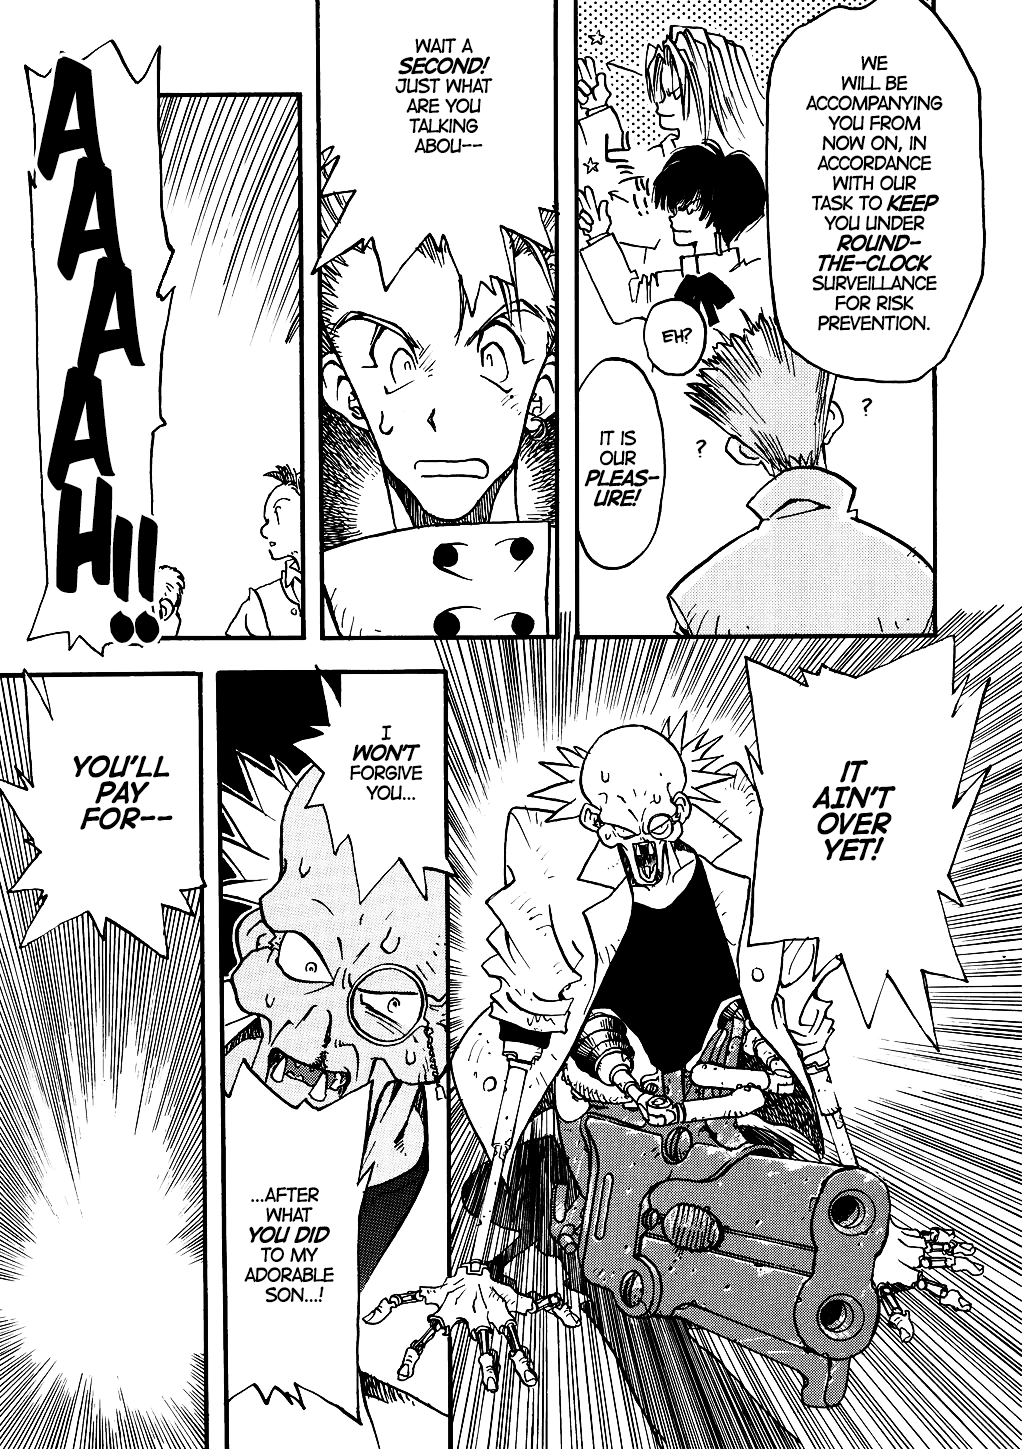 WE
WILL BE
ACCOMPANYING
YOU FROM
NOW ON, IN
ACCORDANCE
WITH OUR
TASK TO KEEP
YOU UNDER
ROUND-
THE-CLOCK
SURVEILLANCE
FOR RISK
PREVENTION.
EH?
IT IS
OUR
PLEAS-
URE!
?
?
WAIT A
SECOND!
JUST WHAT
ARE YOU
TALKING
ABOU--
AAAAH!!
IT
AIN'T
OVER
YET!
I
WON'T
FORGIVE
YOU...
...AFTER
WHAT
YOU DID
TO MY
ADORABLE
SON...!
YOU'LL
PAY
FOR--